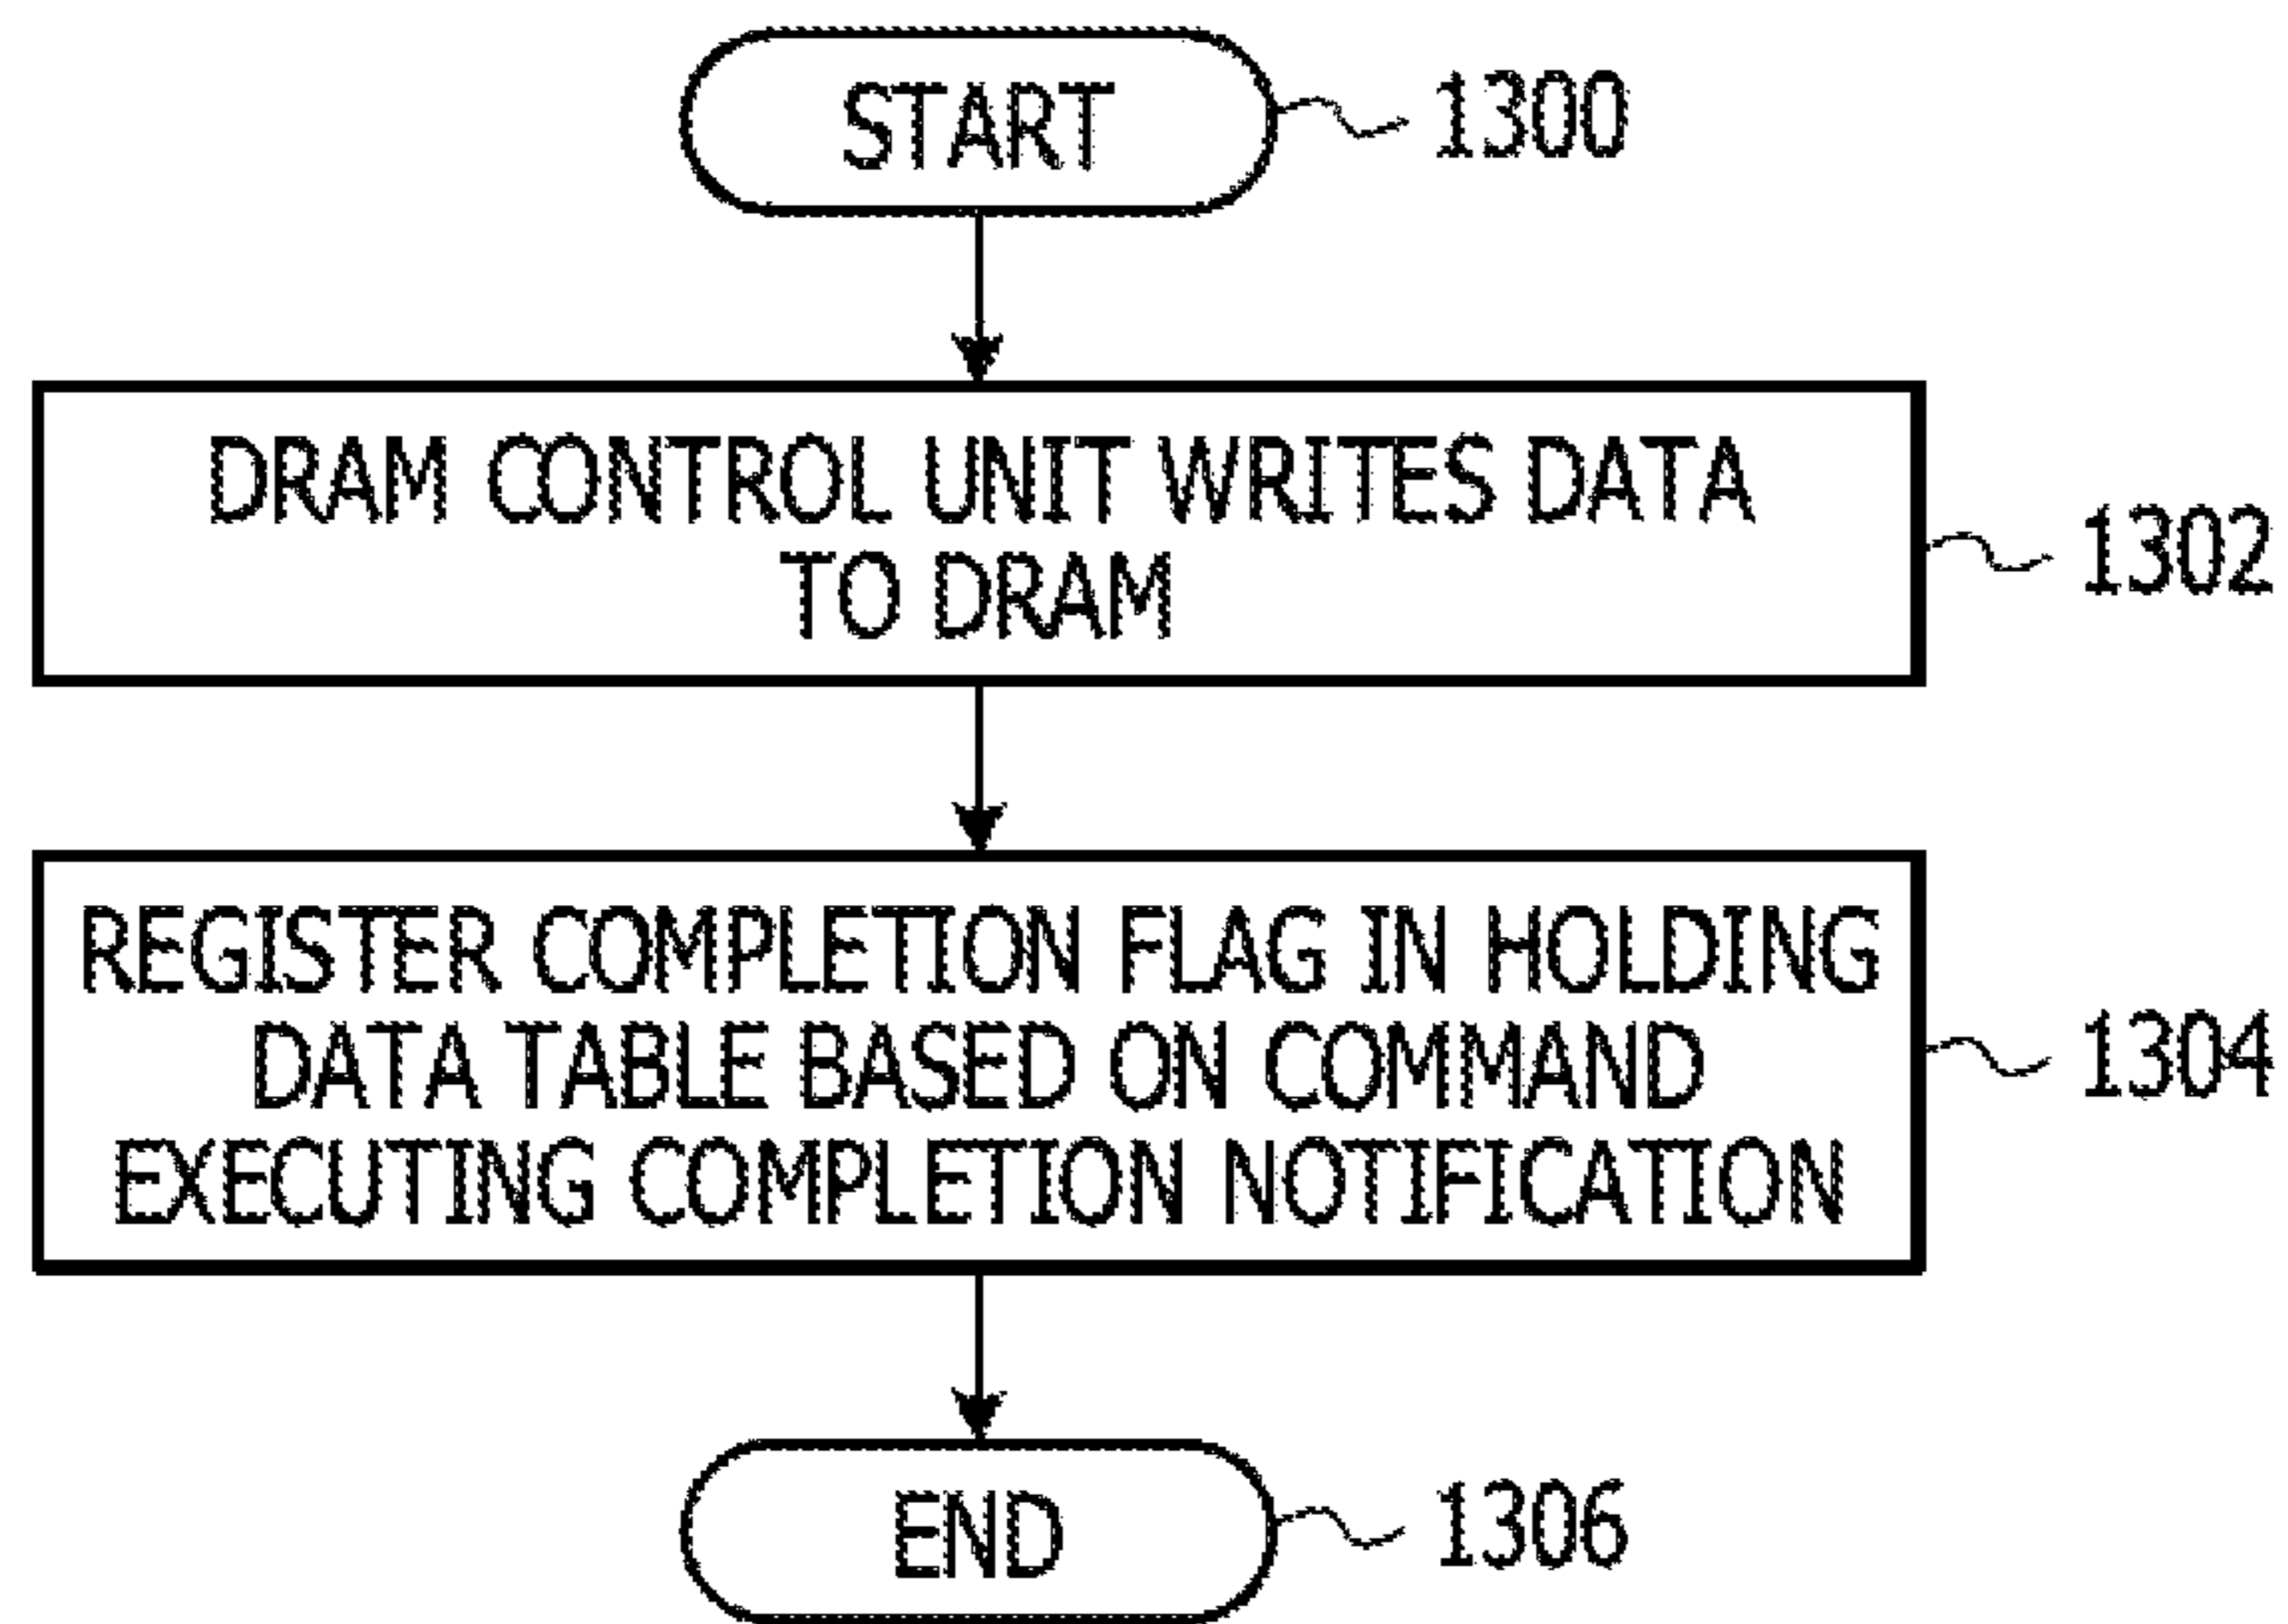 START
1300
DRAM CONTROL UNIT WRITES DATA
TO DRAM
1302
REGISTER COMPLETION FLAG IN HOLDING
DATA TABLE BASED ON COMMAND
EXECUTING COMPLETION NOTIFICATION
1304
END
1306